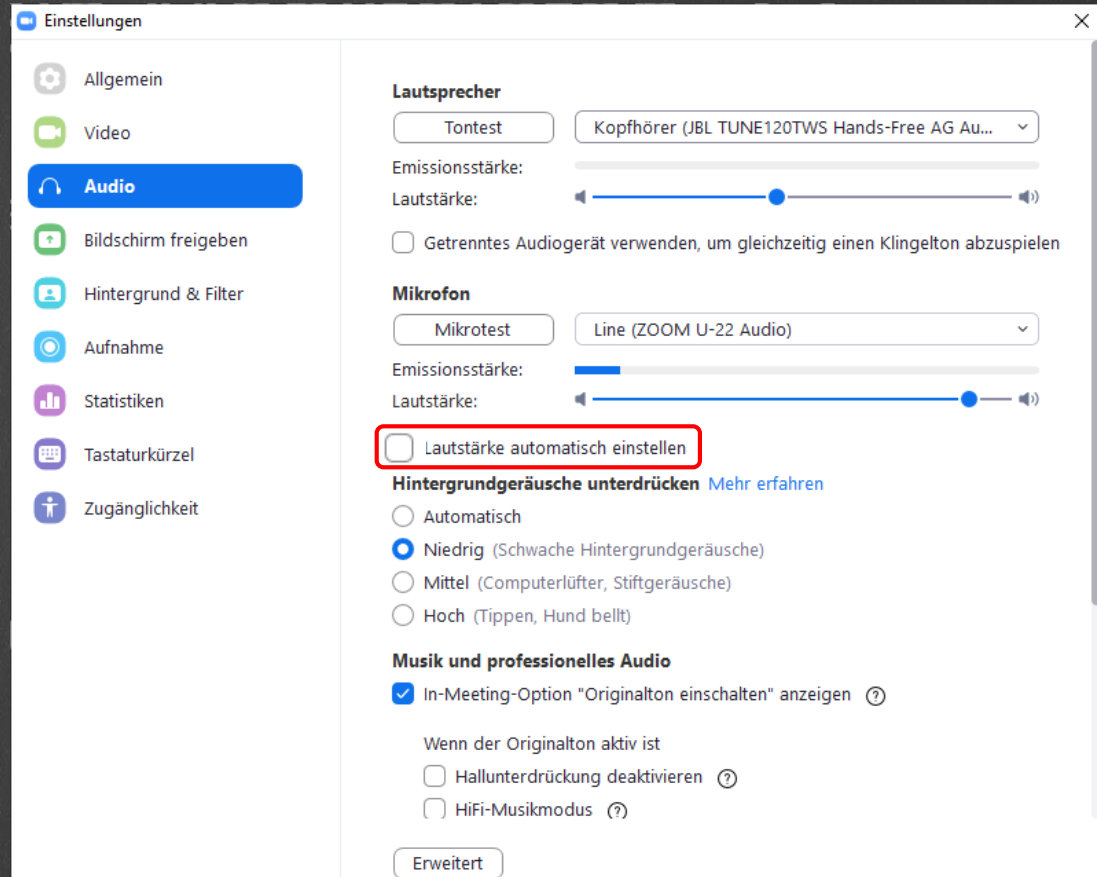 Einstellungen
Allgemein
Video
Audio
Bildschirm freigeben
Hintergrund & Filter
Aufnahme
Statistiken
Tastaturkürzel
Zugänglichkeit
Lautsprecher
Tontest Kopfhörer (JBL TUNE120TWS Hands-Free AG Au...
Emissionsstärke:
Lautstärke:
Getrenntes Audiogerät verwenden, um gleichzeitig einen Klingelton abzuspielen
Mikrofon
Mikrotest Line (ZOOM U-22 Audio)
Emissionsstärke:
Lautstärke:
Lautstärke automatisch einstellen
Hintergrundgeräusche unterdrücken Mehr erfahren
Automatisch
Niedrig (Schwache Hintergrundgeräusche)
Mittel (Computerlüfter, Stiftgeräusche)
Hoch (Tippen, Hund bellt)
Musik und professionelles Audio
In-Meeting-Option "Originalton einschalten" anzeigen ?
Wenn der Originalton aktiv ist
Hallunterdrückung deaktivieren ?
HiFi-Musikmodus ?
Erweitert